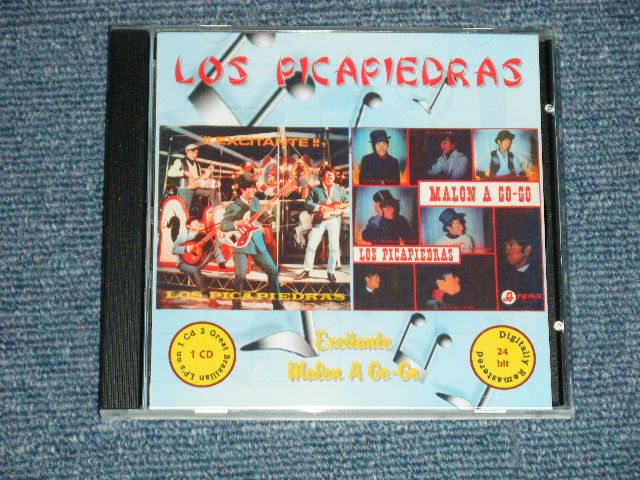 LOS PICAPIEDRAS
¡¡ EXCITANTE !!
LOS PICAPIEDRAS
MALON A GO-GO
LOS PICAPIEDRAS
Arena
1 Cd 2 Great Brazilian LP's on
1 CD
Excitante
Malon A Go-Go
Digitally Remastered
24 bit